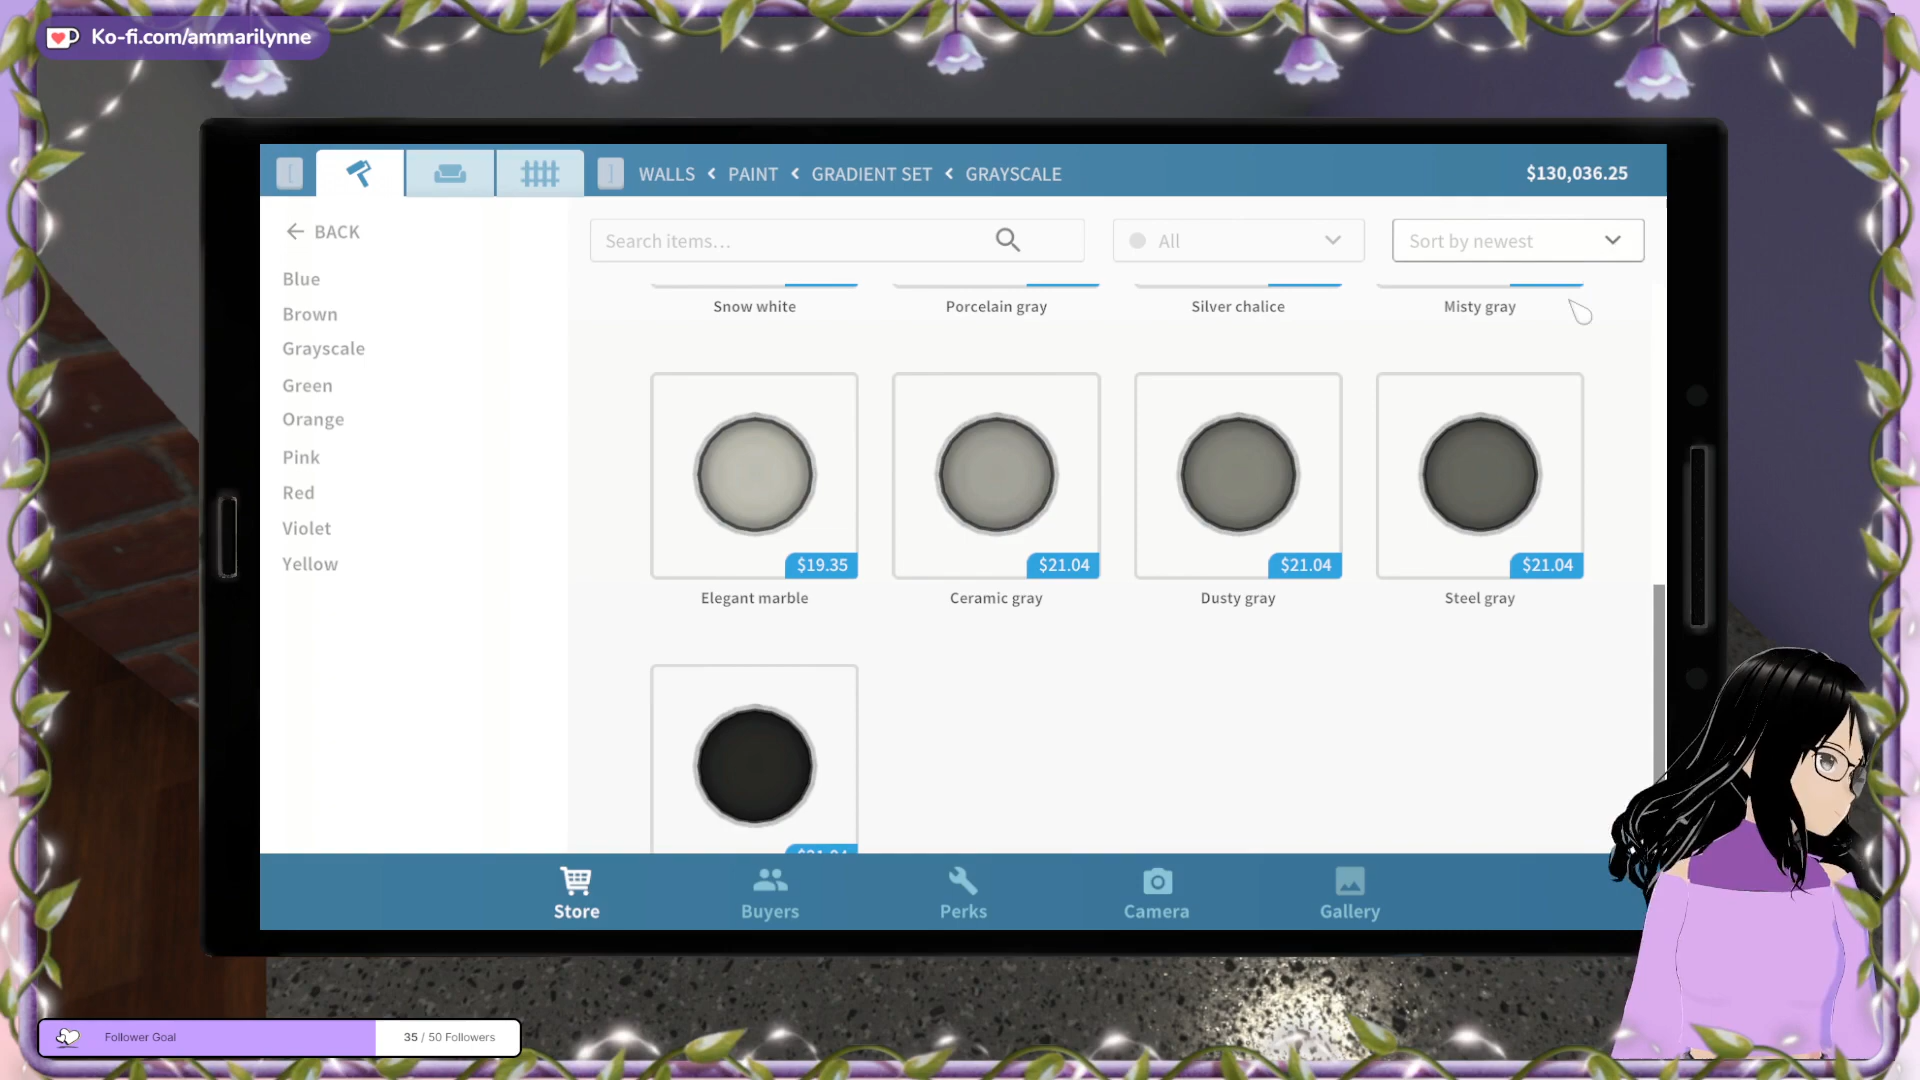 Ko-fi.com/ammarilynne
WALLS < PAINT < GRADIENT SET < GRAYSCALE
$130,036.25
BACK
Search items...
All
Sort by newest
Blue
Brown
Grayscale
Green
Orange
Pink
Red
Violet
Yellow
Snow white
Porcelain gray
Silver chalice
Misty gray
$19.35
$21.04
$21.04
$21.04
Elegant marble
Ceramic gray
Dusty gray
Steel gray
Store
Buyers
Perks
Camera
Gallery
Follower Goal
35 / 50 Followers